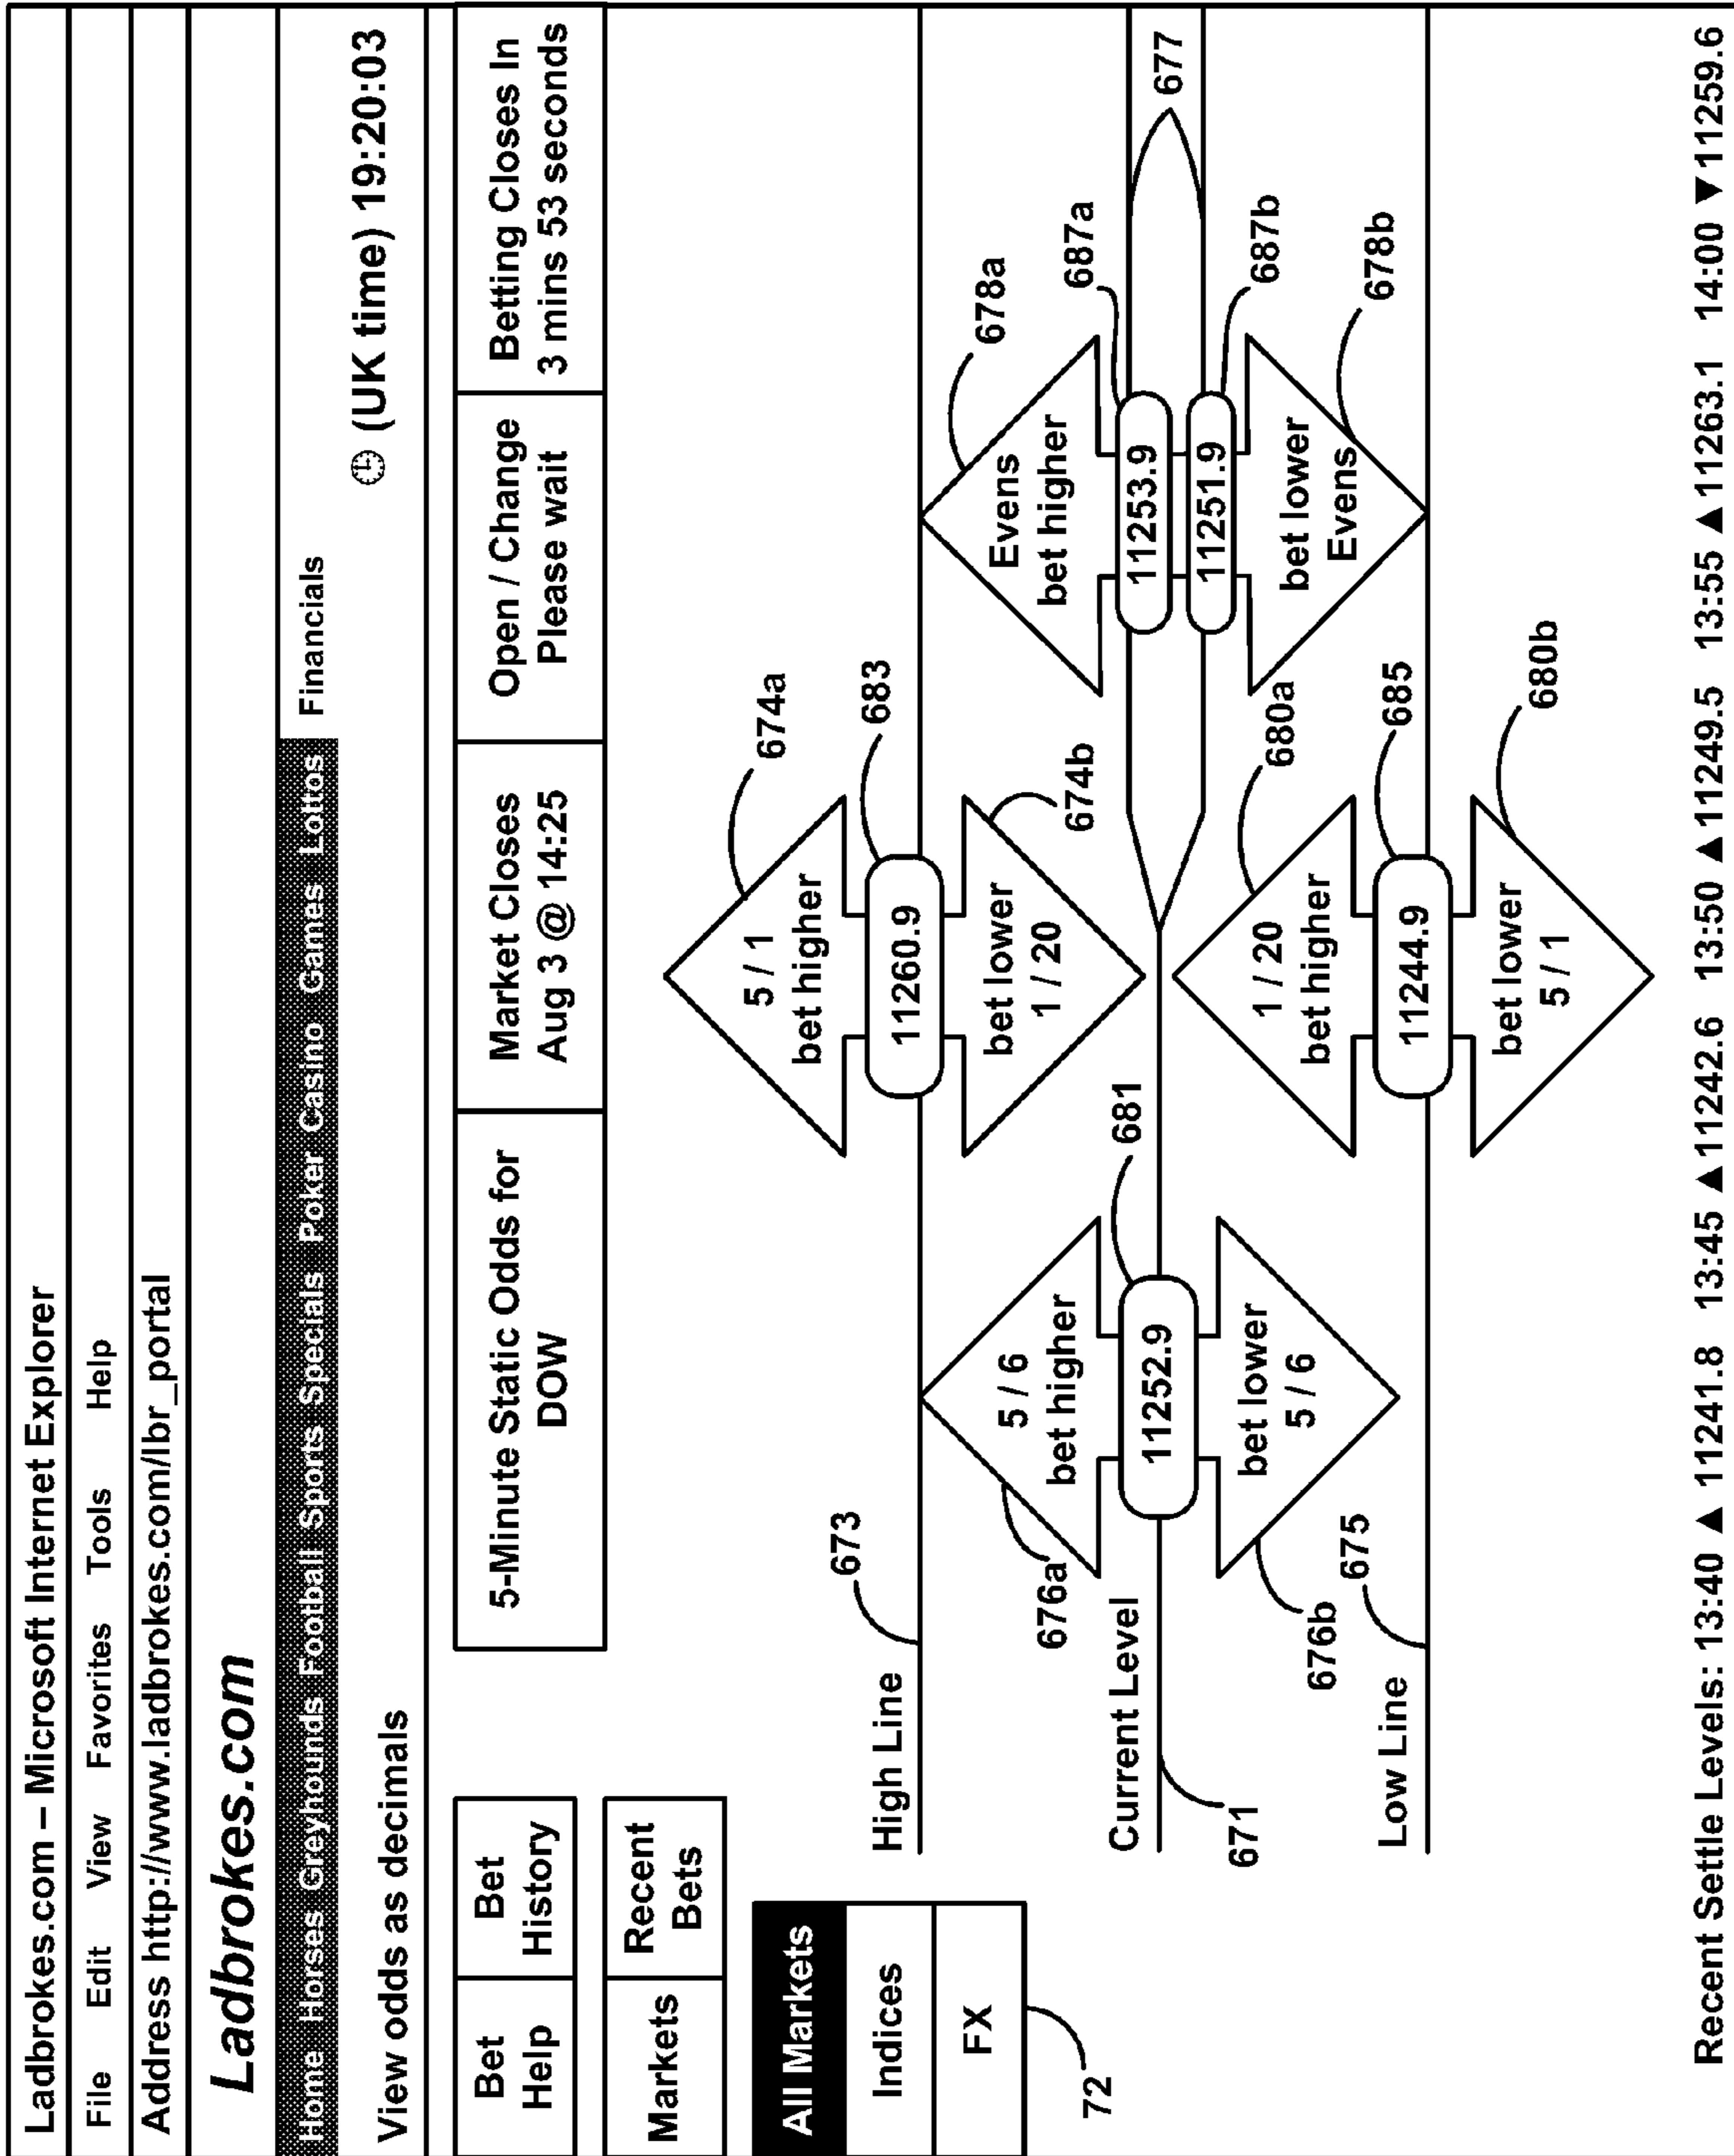 Ladbrokes.com – Microsoft Internet Explorer
File Edit View Favorites Tools Help
Address http://www.ladbrokes.com/lbr_portal
Ladbrokes.com
Home Horses Greyhounds Football Sports Specials Poker Casino Games Lottos Financials
View odds as decimals
(UK time) 19:20:03
Bet Help
Bet History
5-Minute Static Odds for DOW
Market Closes
Aug 3 @ 14:25
Open / Change
Please wait
Betting Closes In
3 mins 53 seconds
Markets
Recent Bets
All Markets
Indices
FX
72
High Line
673
5 / 1
bet higher
674a
11260.9
683
bet lower
1 / 20
674b
Current Level
671
676a
5 / 6
bet higher
11252.9
681
bet lower
5 / 6
676b
Evens
bet higher
678a
11253.9
687a
677
11251.9
687b
bet lower
Evens
678b
Low Line
675
1 / 20
bet higher
680a
11244.9
685
bet lower
5 / 1
680b
Recent Settle Levels: 13:40 ▲ 11241.8 13:45 ▲11242.6 13:50 ▲11249.5 13:55 ▲11263.1 14:00 ▼11259.6